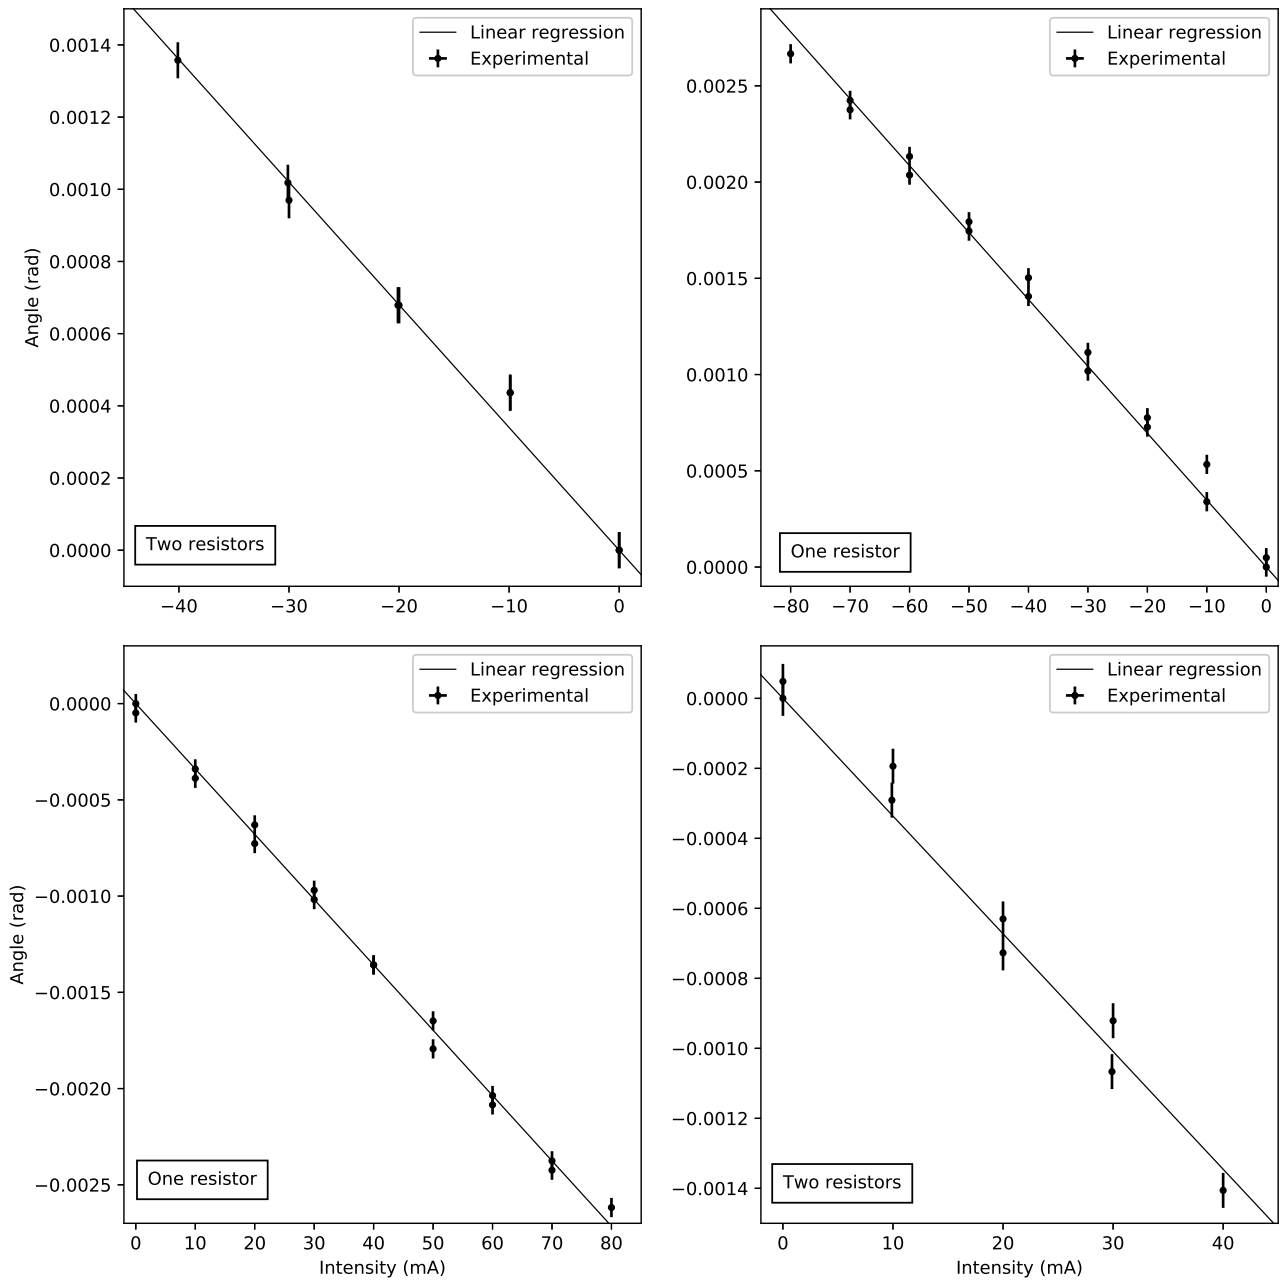 Linear regression
Experimental
0.0014
0.0012
0.0010
0.0008
0.0006
0.0004
0.0002
0.0000
Angle (rad)
Two resistors
−40 −30 −20 −10 0
Linear regression
Experimental
0.0025
0.0020
0.0015
0.0010
0.0005
0.0000
One resistor
−80 −70 −60 −50 −40 −30 −20 −10 0
Linear regression
Experimental
0.0000
−0.0005
−0.0010
−0.0015
−0.0020
−0.0025
Angle (rad)
One resistor
0 10 20 30 40 50 60 70 80
Intensity (mA)
Linear regression
Experimental
0.0000
−0.0002
−0.0004
−0.0006
−0.0008
−0.0010
−0.0012
−0.0014
Two resistors
0 10 20 30 40
Intensity (mA)